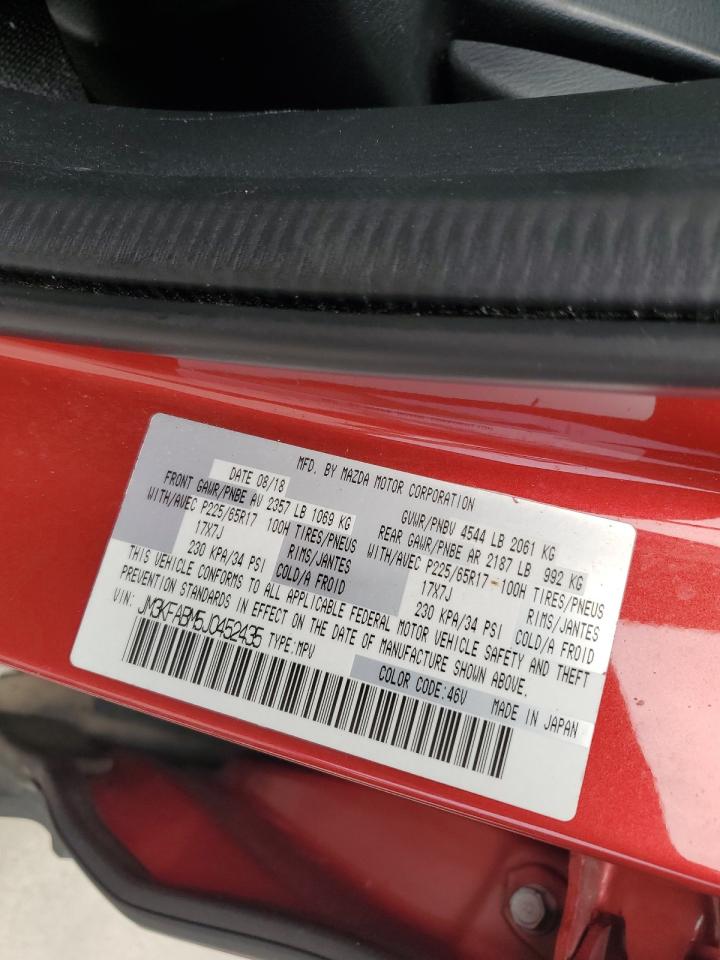 MFD. BY MAZDA MOTOR CORPORATION
DATE 08/18 GVWR/PNBV 4544 LB 2061 KG
FRONT GAWR/PNBE AV 2357 LB 1069 KG REAR GAWR/PNBE AR 2187 LB 992 KG
WITH/AVEC P225/65R17 100H TIRES/PNEUS WITH/AVEC P225/65R17 100H TIRES/PNEUS
17X7J RIMS/JANTES 17X7J RIMS/JANTES
230 KPA/34 PSI COLD/A FROID 230 KPA/34 PSI COLD/A FROID
THIS VEHICLE CONFORMS TO ALL APPLICABLE FEDERAL MOTOR VEHICLE SAFETY AND THEFT
PREVENTION STANDARDS IN EFFECT ON THE DATE OF MANUFACTURE SHOWN ABOVE.
VIN: JM3KFABM5J0452435 TYPE:MPV
COLOR CODE:46V MADE IN JAPAN